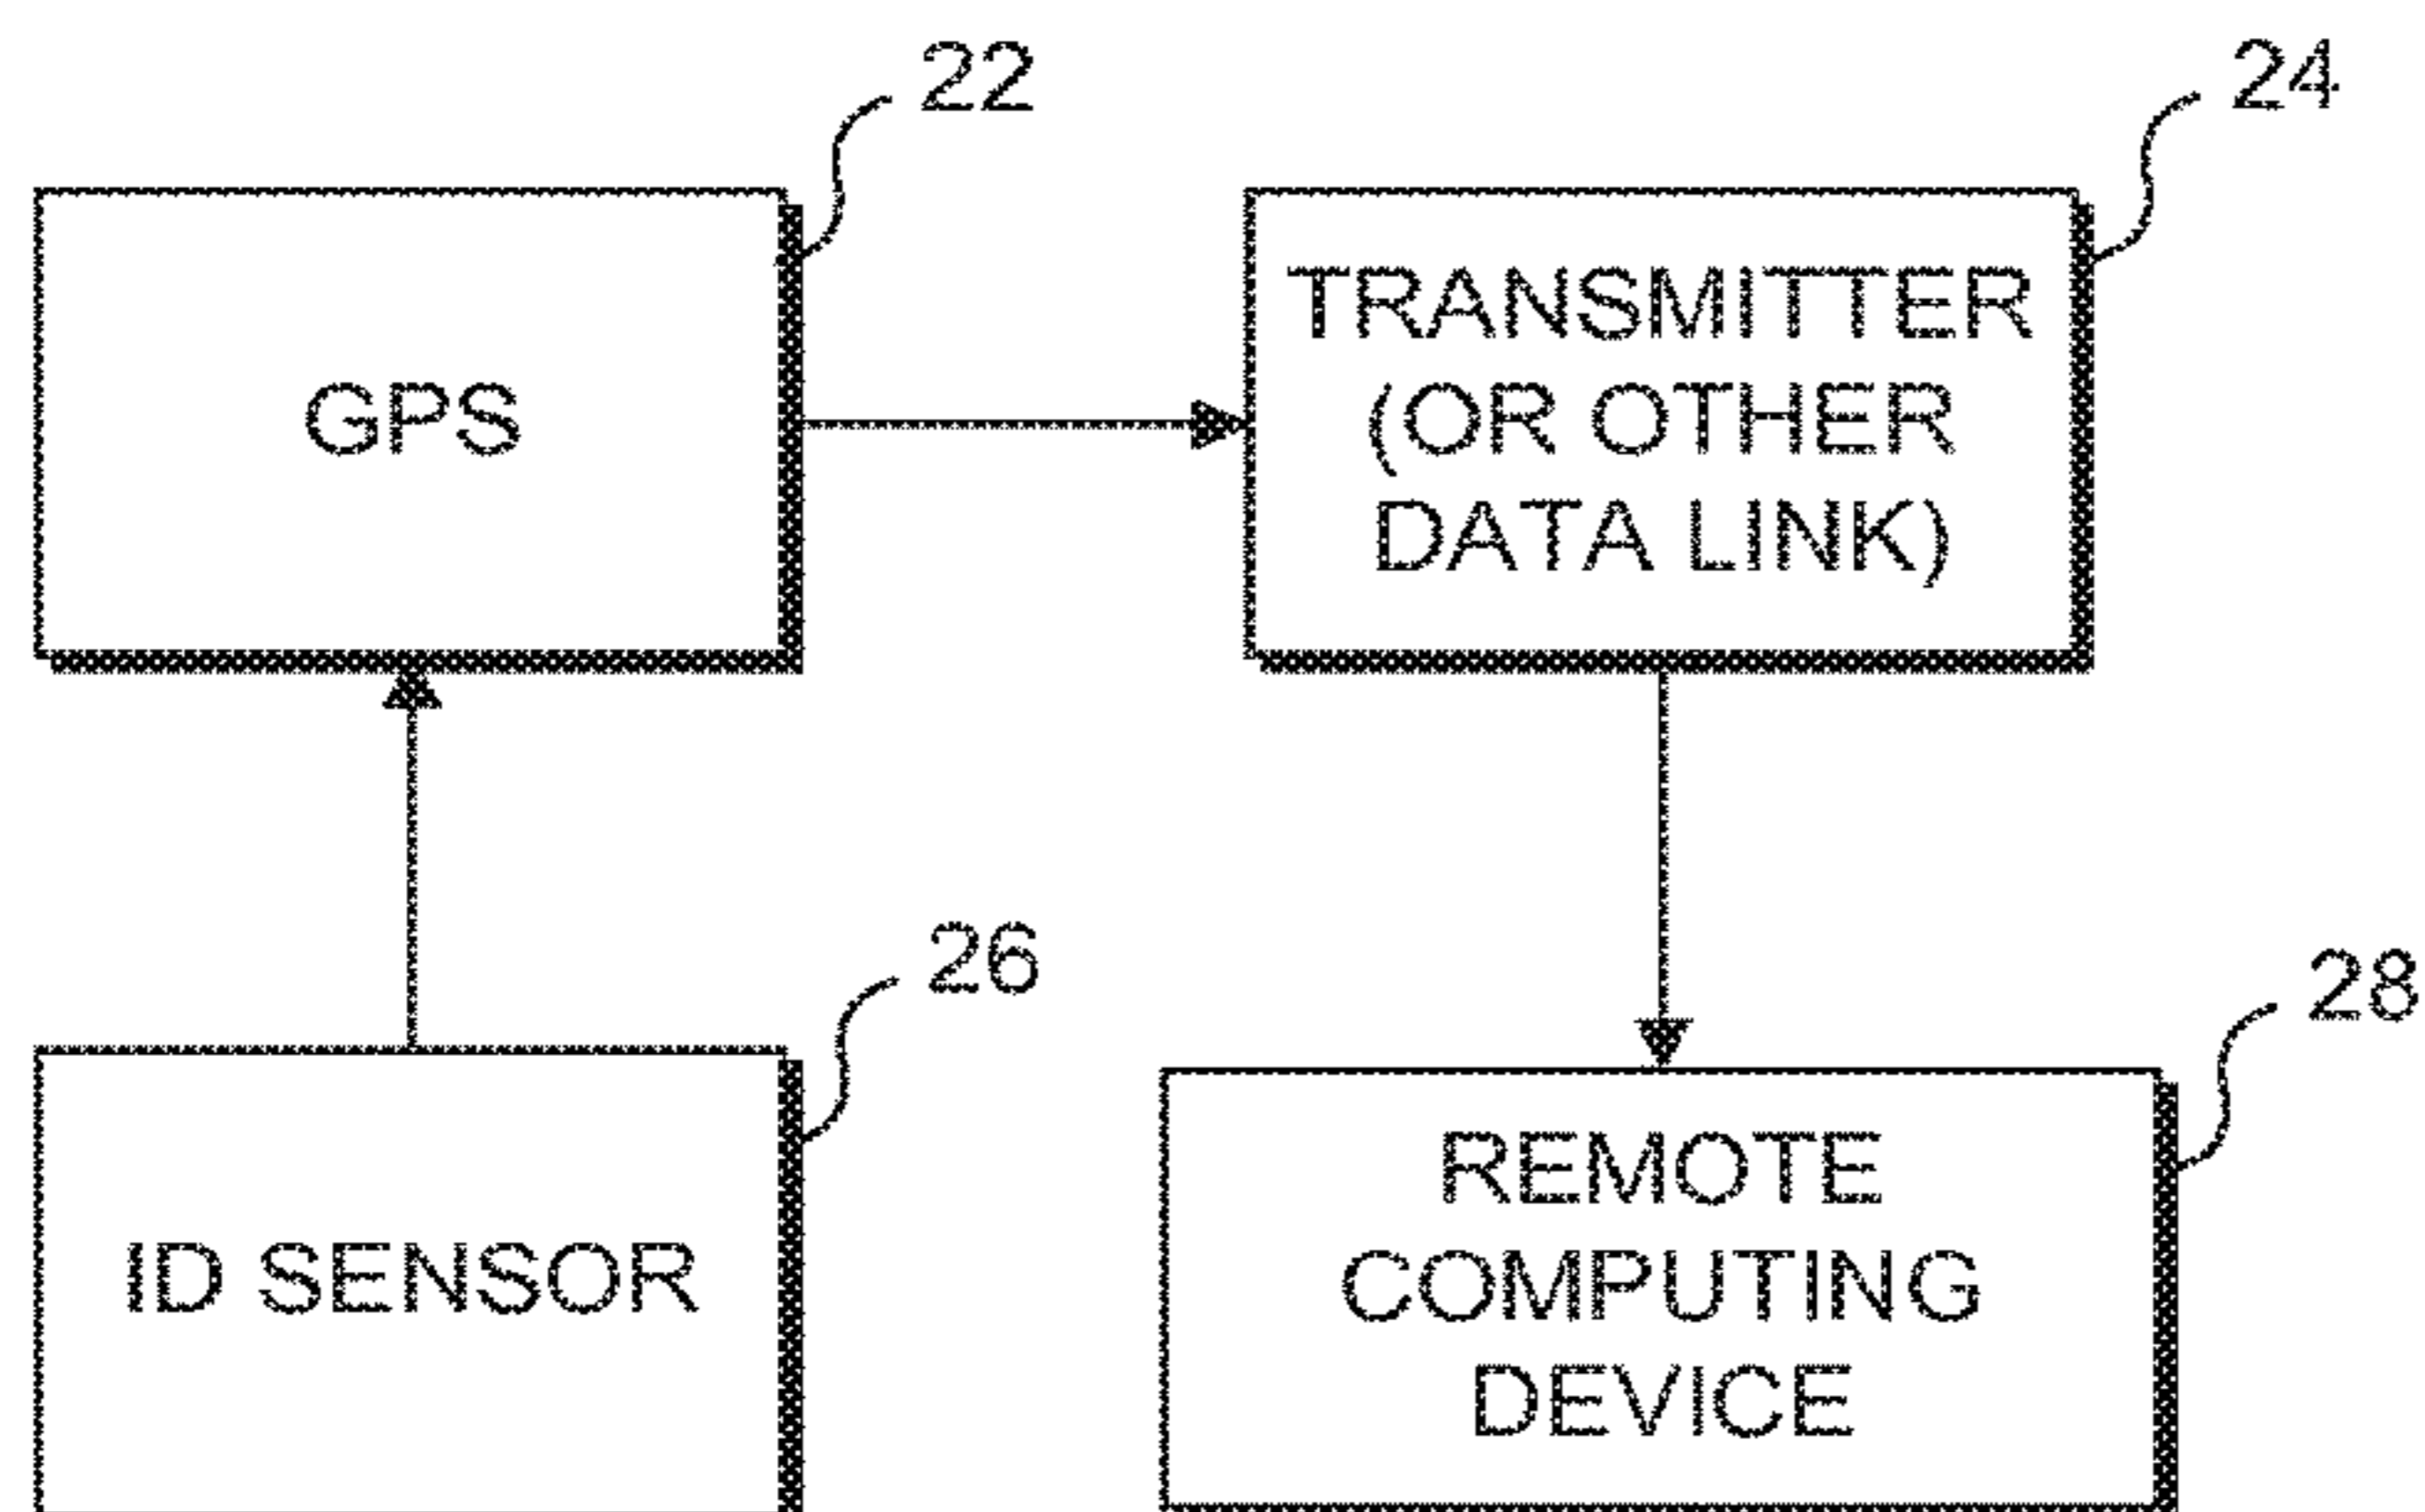 22
24
GPS
TRANSMITTER
(OR OTHER
DATA LINK)
26
28
ID SENSOR
REMOTE
COMPUTING
DEVICE